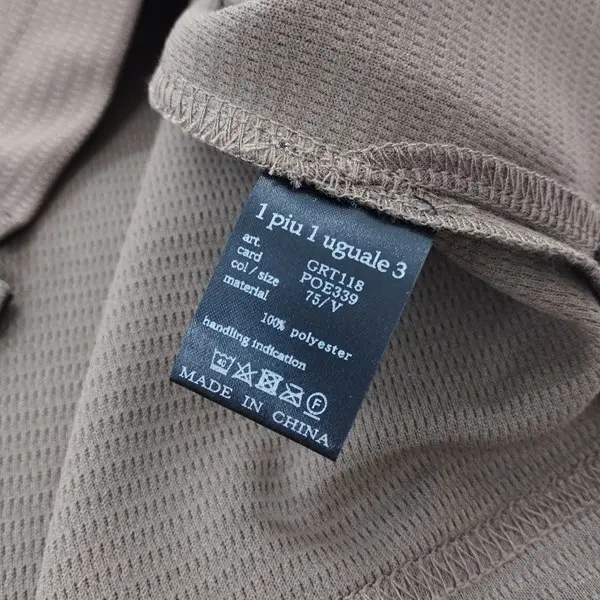 1 piu 1 uguale 3
art. GRT118
card POE339
col/size 75/V
material
100% polyester
handling indication
40 F
MADE IN CHINA